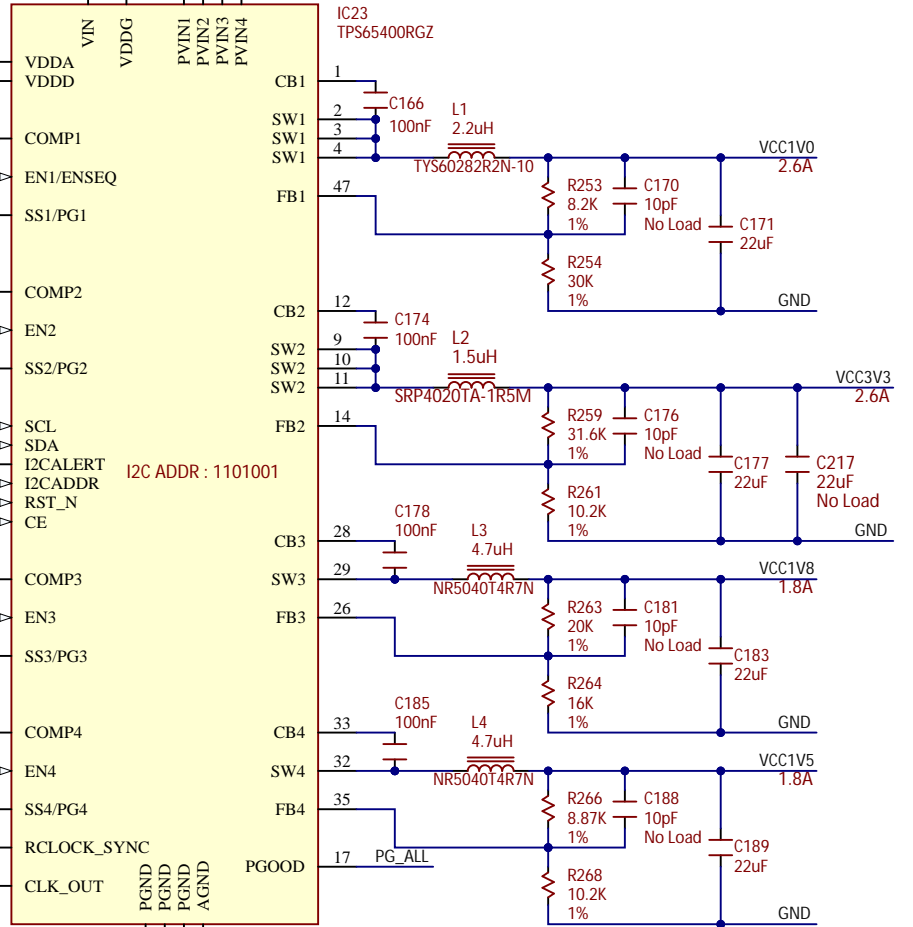 IC23
TPS65400RGZ
VIN
VDDG
PVIN1
PVIN2
PVIN3
PVIN4
VDDA
VDDD
COMP1
EN1/ENSEQ
SS1/PG1
COMP2
EN2
SS2/PG2
SCL
SDA
I2CALERT
I2CADDR
RST_N
CE
COMP3
EN3
SS3/PG3
COMP4
EN4
SS4/PG4
RCLOCK_SYNC
CLK_OUT
PGND
PGND
PGND
AGND
I2C ADDR : 1101001
CB1 1
SW1 2
SW1 3
SW1 4
FB1 47
CB2 12
SW2 9
SW2 10
SW2 11
FB2 14
CB3 28
SW3 29
FB3 26
CB4 33
SW4 32
FB4 35
PGOOD 17 PG_ALL
C166
100nF
L1
2.2uH
TYS60282R2N-10
VCC1V0
2.6A
R253
8.2K
1%
C170
10pF
No Load
C171
22uF
R254
30K
1%
GND
C174
100nF
L2
1.5uH
SRP4020TA-1R5M
VCC3V3
2.6A
R259
31.6K
1%
C176
10pF
No Load
C177
22uF
C217
22uF
No Load
R261
10.2K
1%
GND
C178
100nF
L3
4.7uH
NR5040T4R7N
VCC1V8
1.8A
R263
20K
1%
C181
10pF
No Load
C183
22uF
R264
16K
1%
GND
C185
100nF
L4
4.7uH
NR5040T4R7N
VCC1V5
1.8A
R266
8.87K
1%
C188
10pF
No Load
C189
22uF
R268
10.2K
1%
GND